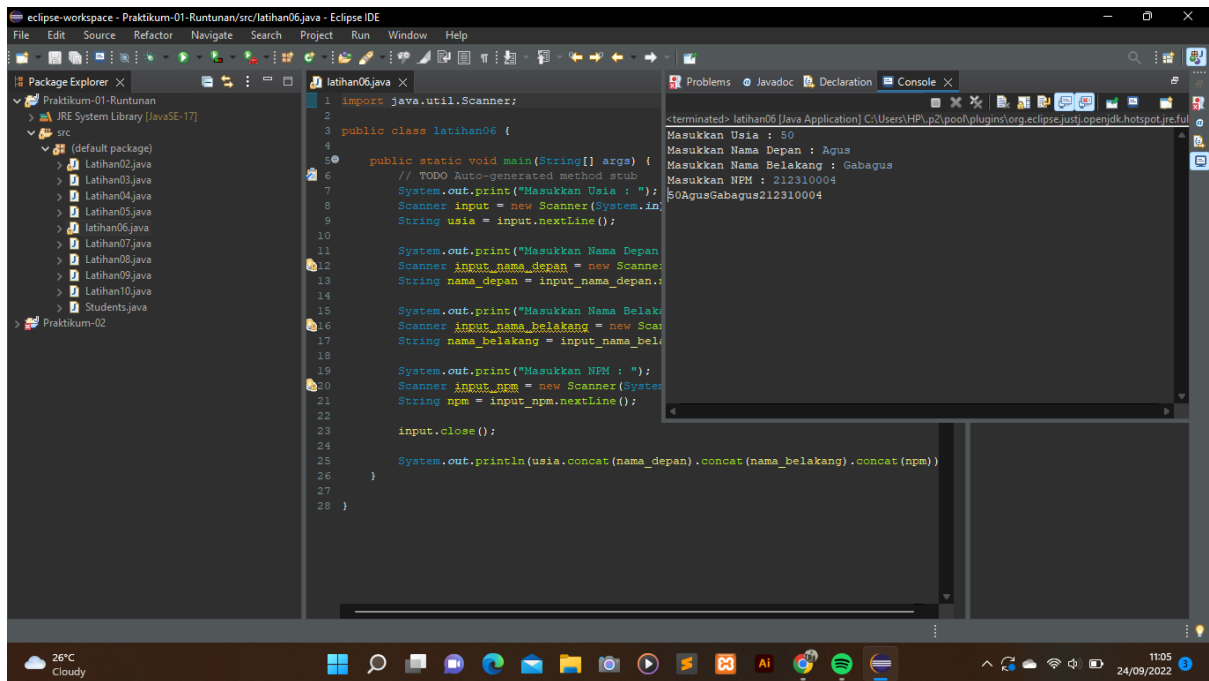 eclipse-workspace - Praktikum-01-Runtunan/src/latihan06.java - Eclipse IDE
File Edit Source Refactor Navigate Search Project Run Window Help
Package Explorer
Praktikum-01-Runtunan
JRE System Library [JavaSE-17]
src
(default package)
Latihan02.java
Latihan03.java
Latihan04.java
Latihan05.java
latihan06.java
Latihan07.java
Latihan08.java
Latihan09.java
Latihan10.java
Students.java
Praktikum-02
latihan06.java
1 import java.util.Scanner;
2
3 public class latihan06 {
4
5 public static void main(String[] args) {
6 // TODO Auto-generated method stub
7 System.out.print("Masukkan Usia : ");
8 Scanner input = new Scanner(System.in)
9 String usia = input.nextLine();
10
11 System.out.print("Masukkan Nama Depan
12 Scanner input_nama_depan = new Scanner
13 String nama_depan = input_nama_depan.
14
15 System.out.print("Masukkan Nama Belak
16 Scanner input_nama_belakang = new Scan
17 String nama_belakang = input_nama_bela
18
19 System.out.print("Masukkan NPM : ");
20 Scanner input_npm = new Scanner(System
21 String npm = input_npm.nextLine();
22
23 input.close();
24
25 System.out.println(usia.concat(nama_depan).concat(nama_belakang).concat(npm))
26 }
27
28 }
Problems Javadoc Declaration Console
<terminated> latihan06 [Java Application] C:\Users\HP\.p2\pool\plugins\org.eclipse.justj.openjdk.hotspot.jre.ful
Masukkan Usia : 50
Masukkan Nama Depan : Agus
Masukkan Nama Belakang : Gabagus
Masukkan NPM : 212310004
50AgusGabagus212310004
26°C
Cloudy
Ai
11:05
24/09/2022
3